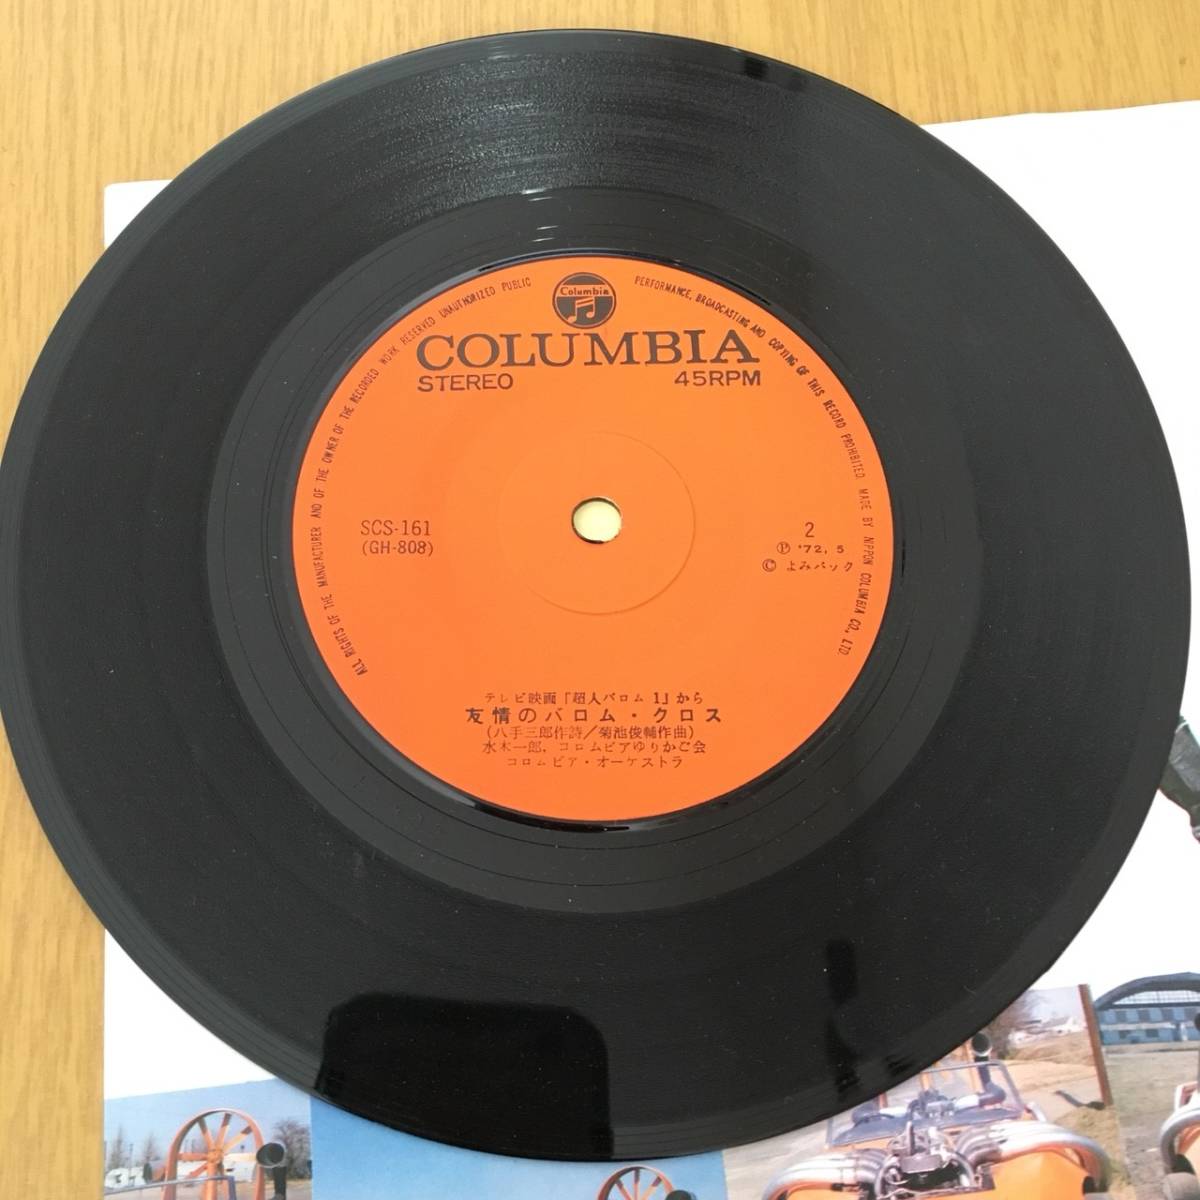 ALL RIGHTS OF THE MANUFACTURER AND OF THE OWNER OF THE RECORDED WORK RESERVED UNAUTHORIZED PUBLIC PERFORMANCE, BROADCASTING AND COPYING OF THIS RECORD PROHIBITED. MADE BY NIPPON COLUMBIA CO., LTD.
Columbia
COLUMBIA
STEREO 45RPM
SCS-161 2
(GH-808) Ⓟ '72, 5
© よみパック
テレビ映画「超人バロム1」から
友情のバロム・クロス
(八手三郎作詩/菊池俊輔作曲)
水木一郎, コロムビアゆりかご会
コロムビア・オーケストラ